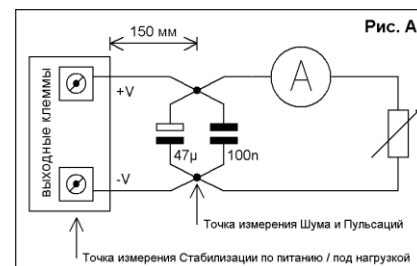 150 мм
Рис. А
выходные клеммы
+V
A
47µ
100n
-V
Точка измерения Шума и Пульсаций
Точка измерения Стабилизации по питанию / под нагрузкой